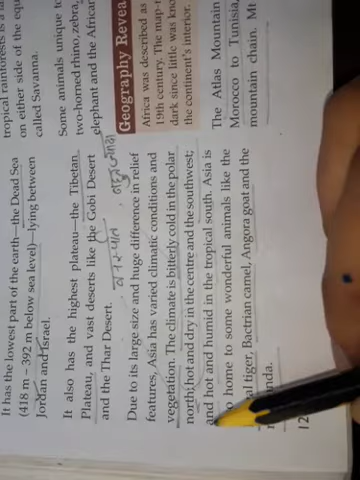 It has the lowest part of the earth—the Dead Sea
(418 m – 392 m below sea level)—lying between
Jordan and Israel.
It also has the highest plateau—the Tibetan
Plateau, and vast deserts like the Gobi Desert
and the Thar Desert.
Due to its large size and huge difference in relief
features, Asia has varied climatic conditions and
vegetation. The climate is bitterly cold in the polar
north; hot and dry in the centre and the southwest;
and hot and humid in the tropical south. Asia is
o home to some wonderful animals like the
al tiger, Bactrian camel, Angora goat and the
nda.
12
tropical rainforests is a la
on either side of the equ
called Savanna.
Some animals unique to
two-horned rhino, zebra,
elephant and the African
Geography Revea
Africa was described as
19th century. The map-
dark since little was kno
the continent's interior.
The Atlas Mountain
Morocco to Tunisia,
mountain chain. Mt